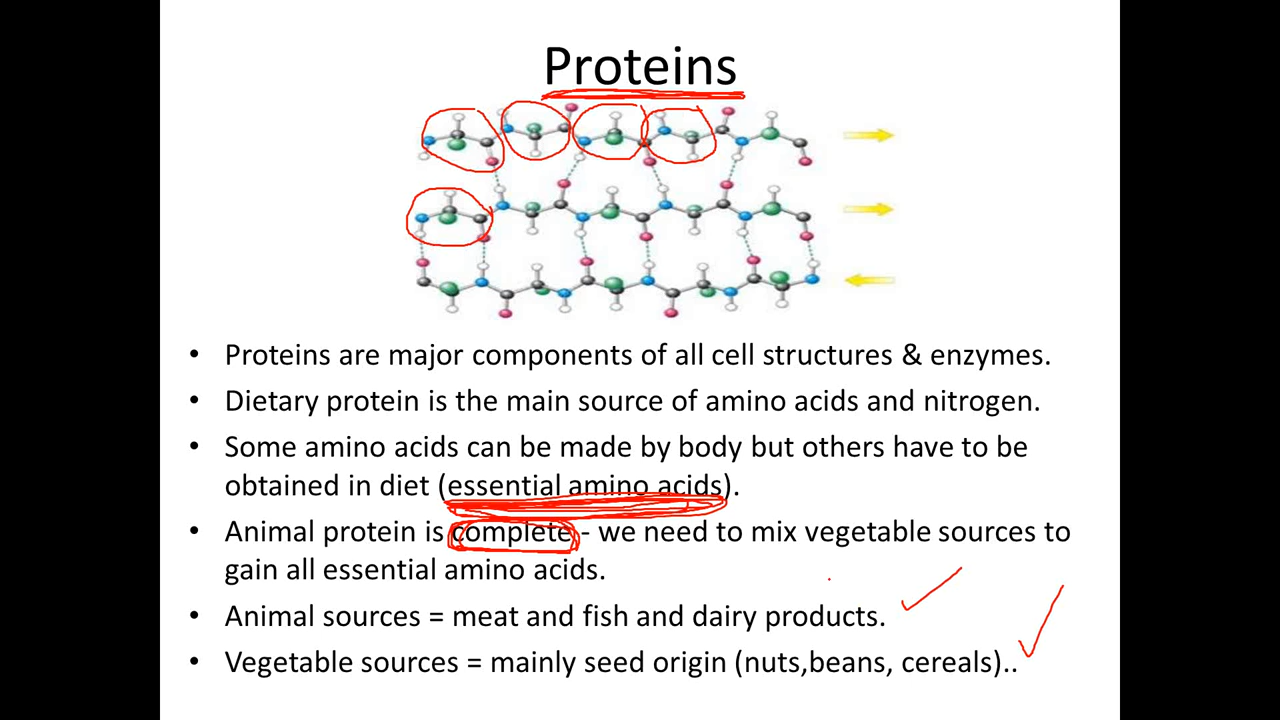 Proteins
• Proteins are major components of all cell structures & enzymes.
• Dietary protein is the main source of amino acids and nitrogen.
• Some amino acids can be made by body but others have to be
obtained in diet (essential amino acids).
• Animal protein is complete - we need to mix vegetable sources to
gain all essential amino acids.
• Animal sources = meat and fish and dairy products.
• Vegetable sources = mainly seed origin (nuts,beans, cereals)..